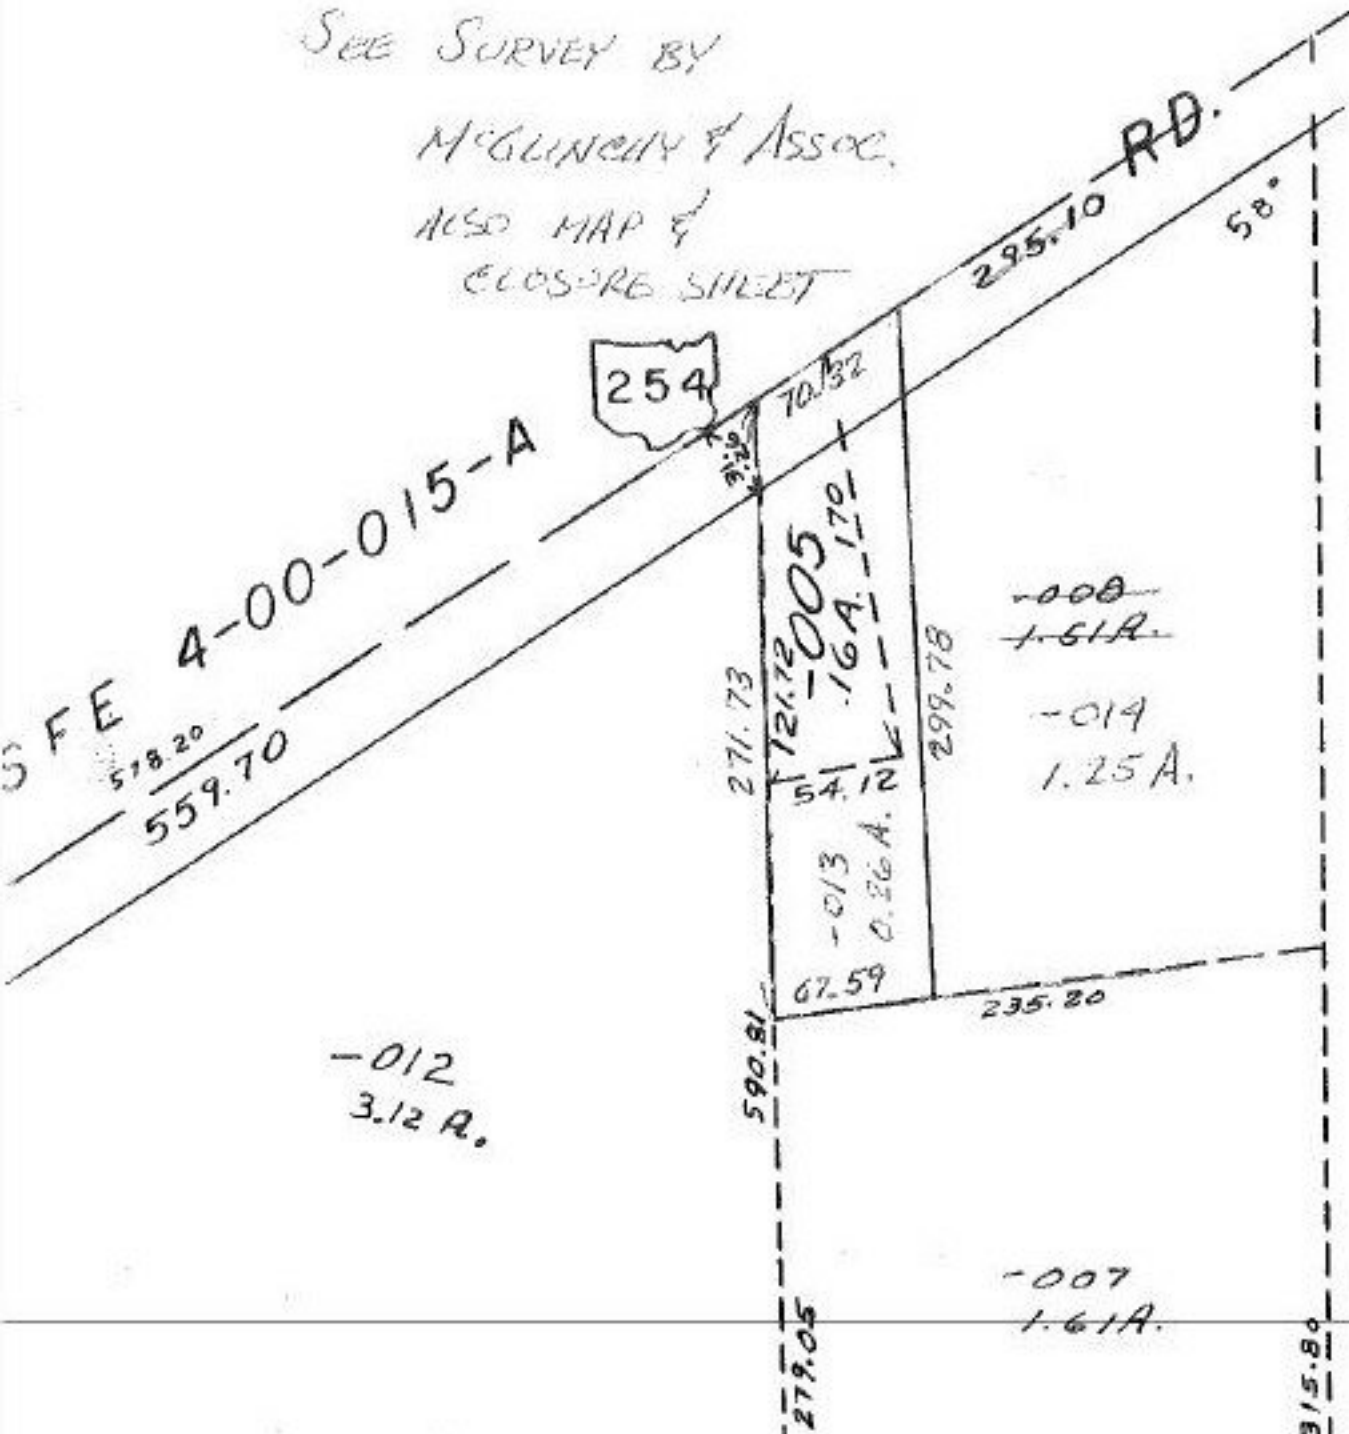 SEE SURVEY BY
McGLINCHY & ASSOC.
ALSO MAP &
CLOSURE SHEET
RD.
295.10
58°
254
70.32
4-00-015-A
SFE
578.20
559.70
-005
.16 A.
170
121.72
271.73
54.12
299.78
-008
1.61A.
-014
1.25 A.
-013
67.59
235.20
590.81
-012
3.12 A.
-007
1.61A.
279.05
315.80